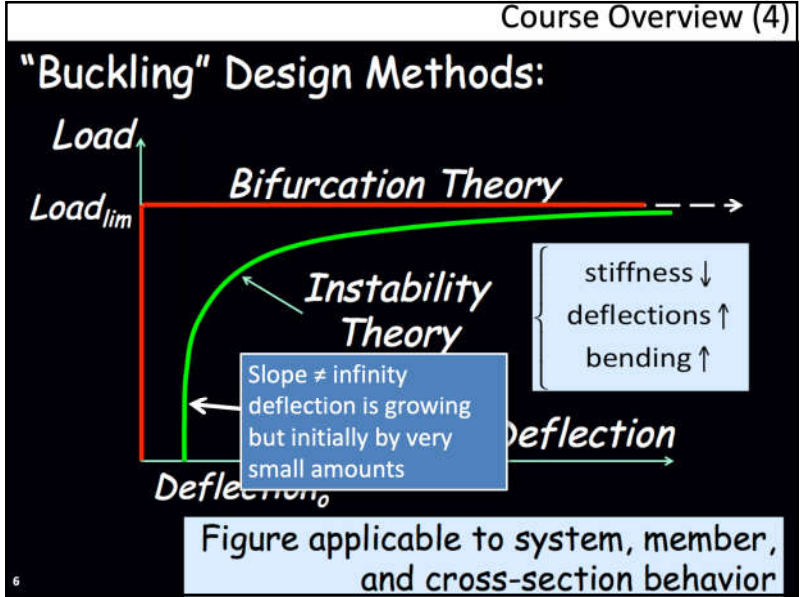 Course Overview (4)
“Buckling” Design Methods:
Load
Bifurcation Theory
Load_lim
Instability
Theory
stiffness ↓
deflections ↑
bending ↑
Slope ≠ infinity
deflection is growing
but initially by very
small amounts
Deflection
Deflection_o
Figure applicable to system, member,
and cross-section behavior
6